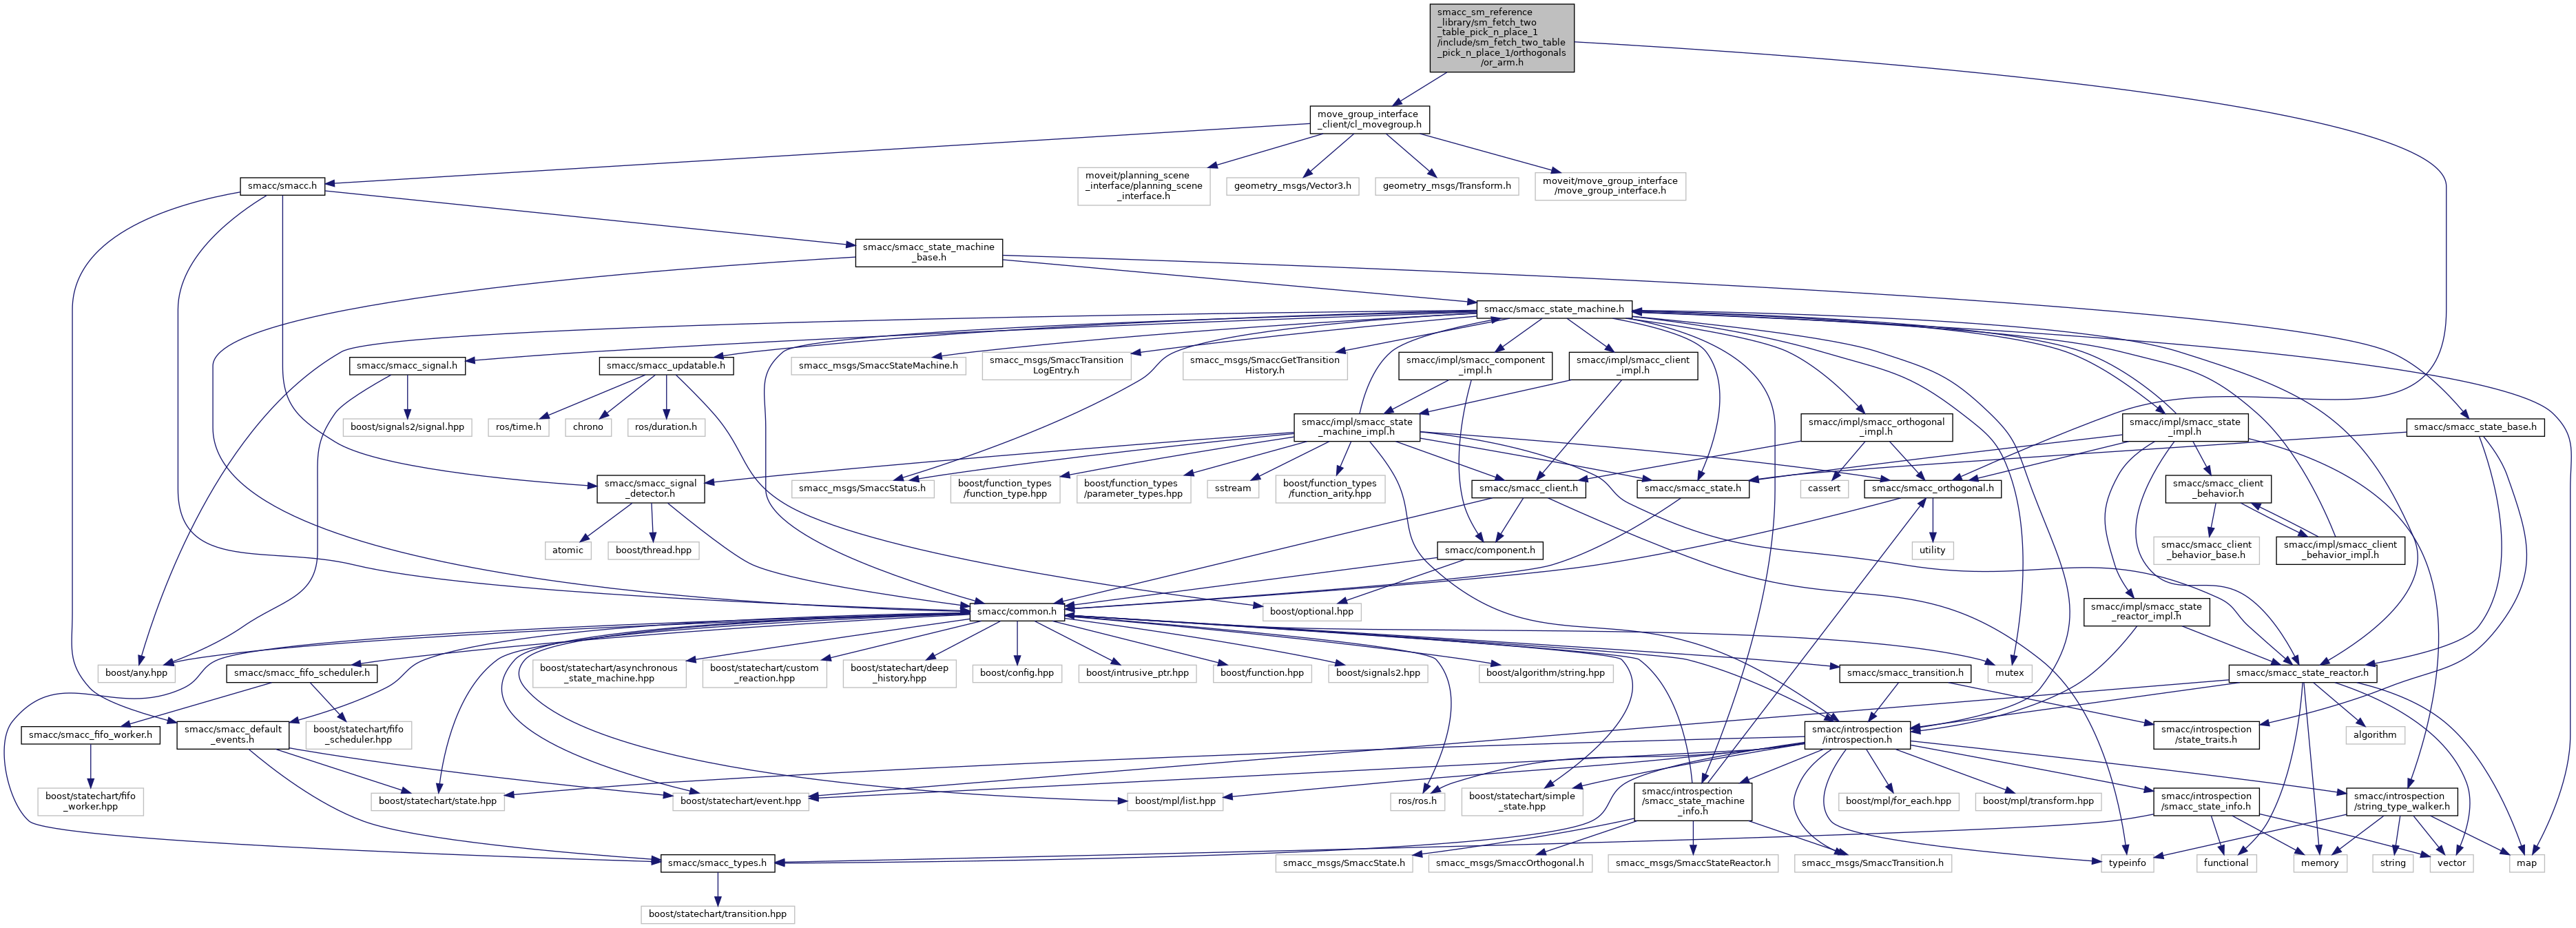 smacc_sm_reference
_library/sm_fetch_two
_table_pick_n_place_1
/include/sm_fetch_two_table
_pick_n_place_1/orthogonals
/or_arm.h
move_group_interface
_client/cl_movegroup.h
smacc/smacc.h
moveit/planning_scene
_interface/planning_scene
_interface.h
geometry_msgs/Vector3.h
geometry_msgs/Transform.h
moveit/move_group_interface
/move_group_interface.h
smacc/smacc_state_machine
_base.h
smacc/smacc_state_machine.h
smacc/smacc_signal.h
smacc/smacc_updatable.h
smacc_msgs/SmaccStateMachine.h
smacc_msgs/SmaccTransition
LogEntry.h
smacc_msgs/SmaccGetTransition
History.h
smacc/impl/smacc_component
_impl.h
smacc/impl/smacc_client
_impl.h
boost/signals2/signal.hpp
ros/time.h
chrono
ros/duration.h
smacc/impl/smacc_state
_machine_impl.h
smacc/impl/smacc_orthogonal
_impl.h
smacc/impl/smacc_state
_impl.h
smacc/smacc_state_base.h
smacc/smacc_signal
_detector.h
smacc_msgs/SmaccStatus.h
boost/function_types
/function_type.hpp
boost/function_types
/parameter_types.hpp
sstream
boost/function_types
/function_arity.hpp
smacc/smacc_client.h
smacc/smacc_state.h
cassert
smacc/smacc_orthogonal.h
smacc/smacc_client
_behavior.h
atomic
boost/thread.hpp
smacc/component.h
utility
smacc/smacc_client
_behavior_base.h
smacc/impl/smacc_client
_behavior_impl.h
smacc/common.h
boost/optional.hpp
smacc/impl/smacc_state
_reactor_impl.h
boost/any.hpp
smacc/smacc_fifo_scheduler.h
boost/statechart/asynchronous
_state_machine.hpp
boost/statechart/custom
_reaction.hpp
boost/statechart/deep
_history.hpp
boost/config.hpp
boost/intrusive_ptr.hpp
boost/function.hpp
boost/signals2.hpp
boost/algorithm/string.hpp
smacc/smacc_transition.h
mutex
smacc/smacc_state_reactor.h
smacc/smacc_fifo_worker.h
smacc/smacc_default
_events.h
boost/statechart/fifo
_scheduler.hpp
smacc/introspection
/introspection.h
smacc/introspection
/state_traits.h
algorithm
boost/statechart/fifo
_worker.hpp
boost/statechart/state.hpp
boost/statechart/event.hpp
boost/mpl/list.hpp
ros/ros.h
boost/statechart/simple
_state.hpp
smacc/introspection
/smacc_state_machine
_info.h
boost/mpl/for_each.hpp
boost/mpl/transform.hpp
smacc/introspection
/smacc_state_info.h
smacc/introspection
/string_type_walker.h
smacc/smacc_types.h
smacc_msgs/SmaccState.h
smacc_msgs/SmaccOrthogonal.h
smacc_msgs/SmaccStateReactor.h
smacc_msgs/SmaccTransition.h
typeinfo
functional
memory
string
vector
map
boost/statechart/transition.hpp